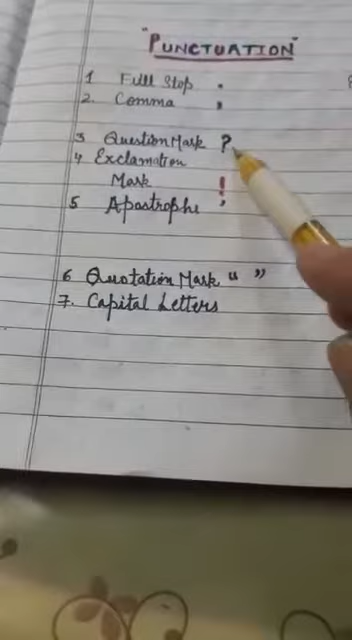 "PUNCTUATION"
1 Full Stop .
2. Comma ,
3 Question Mark ?
4 Exclamation
Mark !
5 Apostrophe '
6 Quotation Mark “ ”
7. Capital Letters